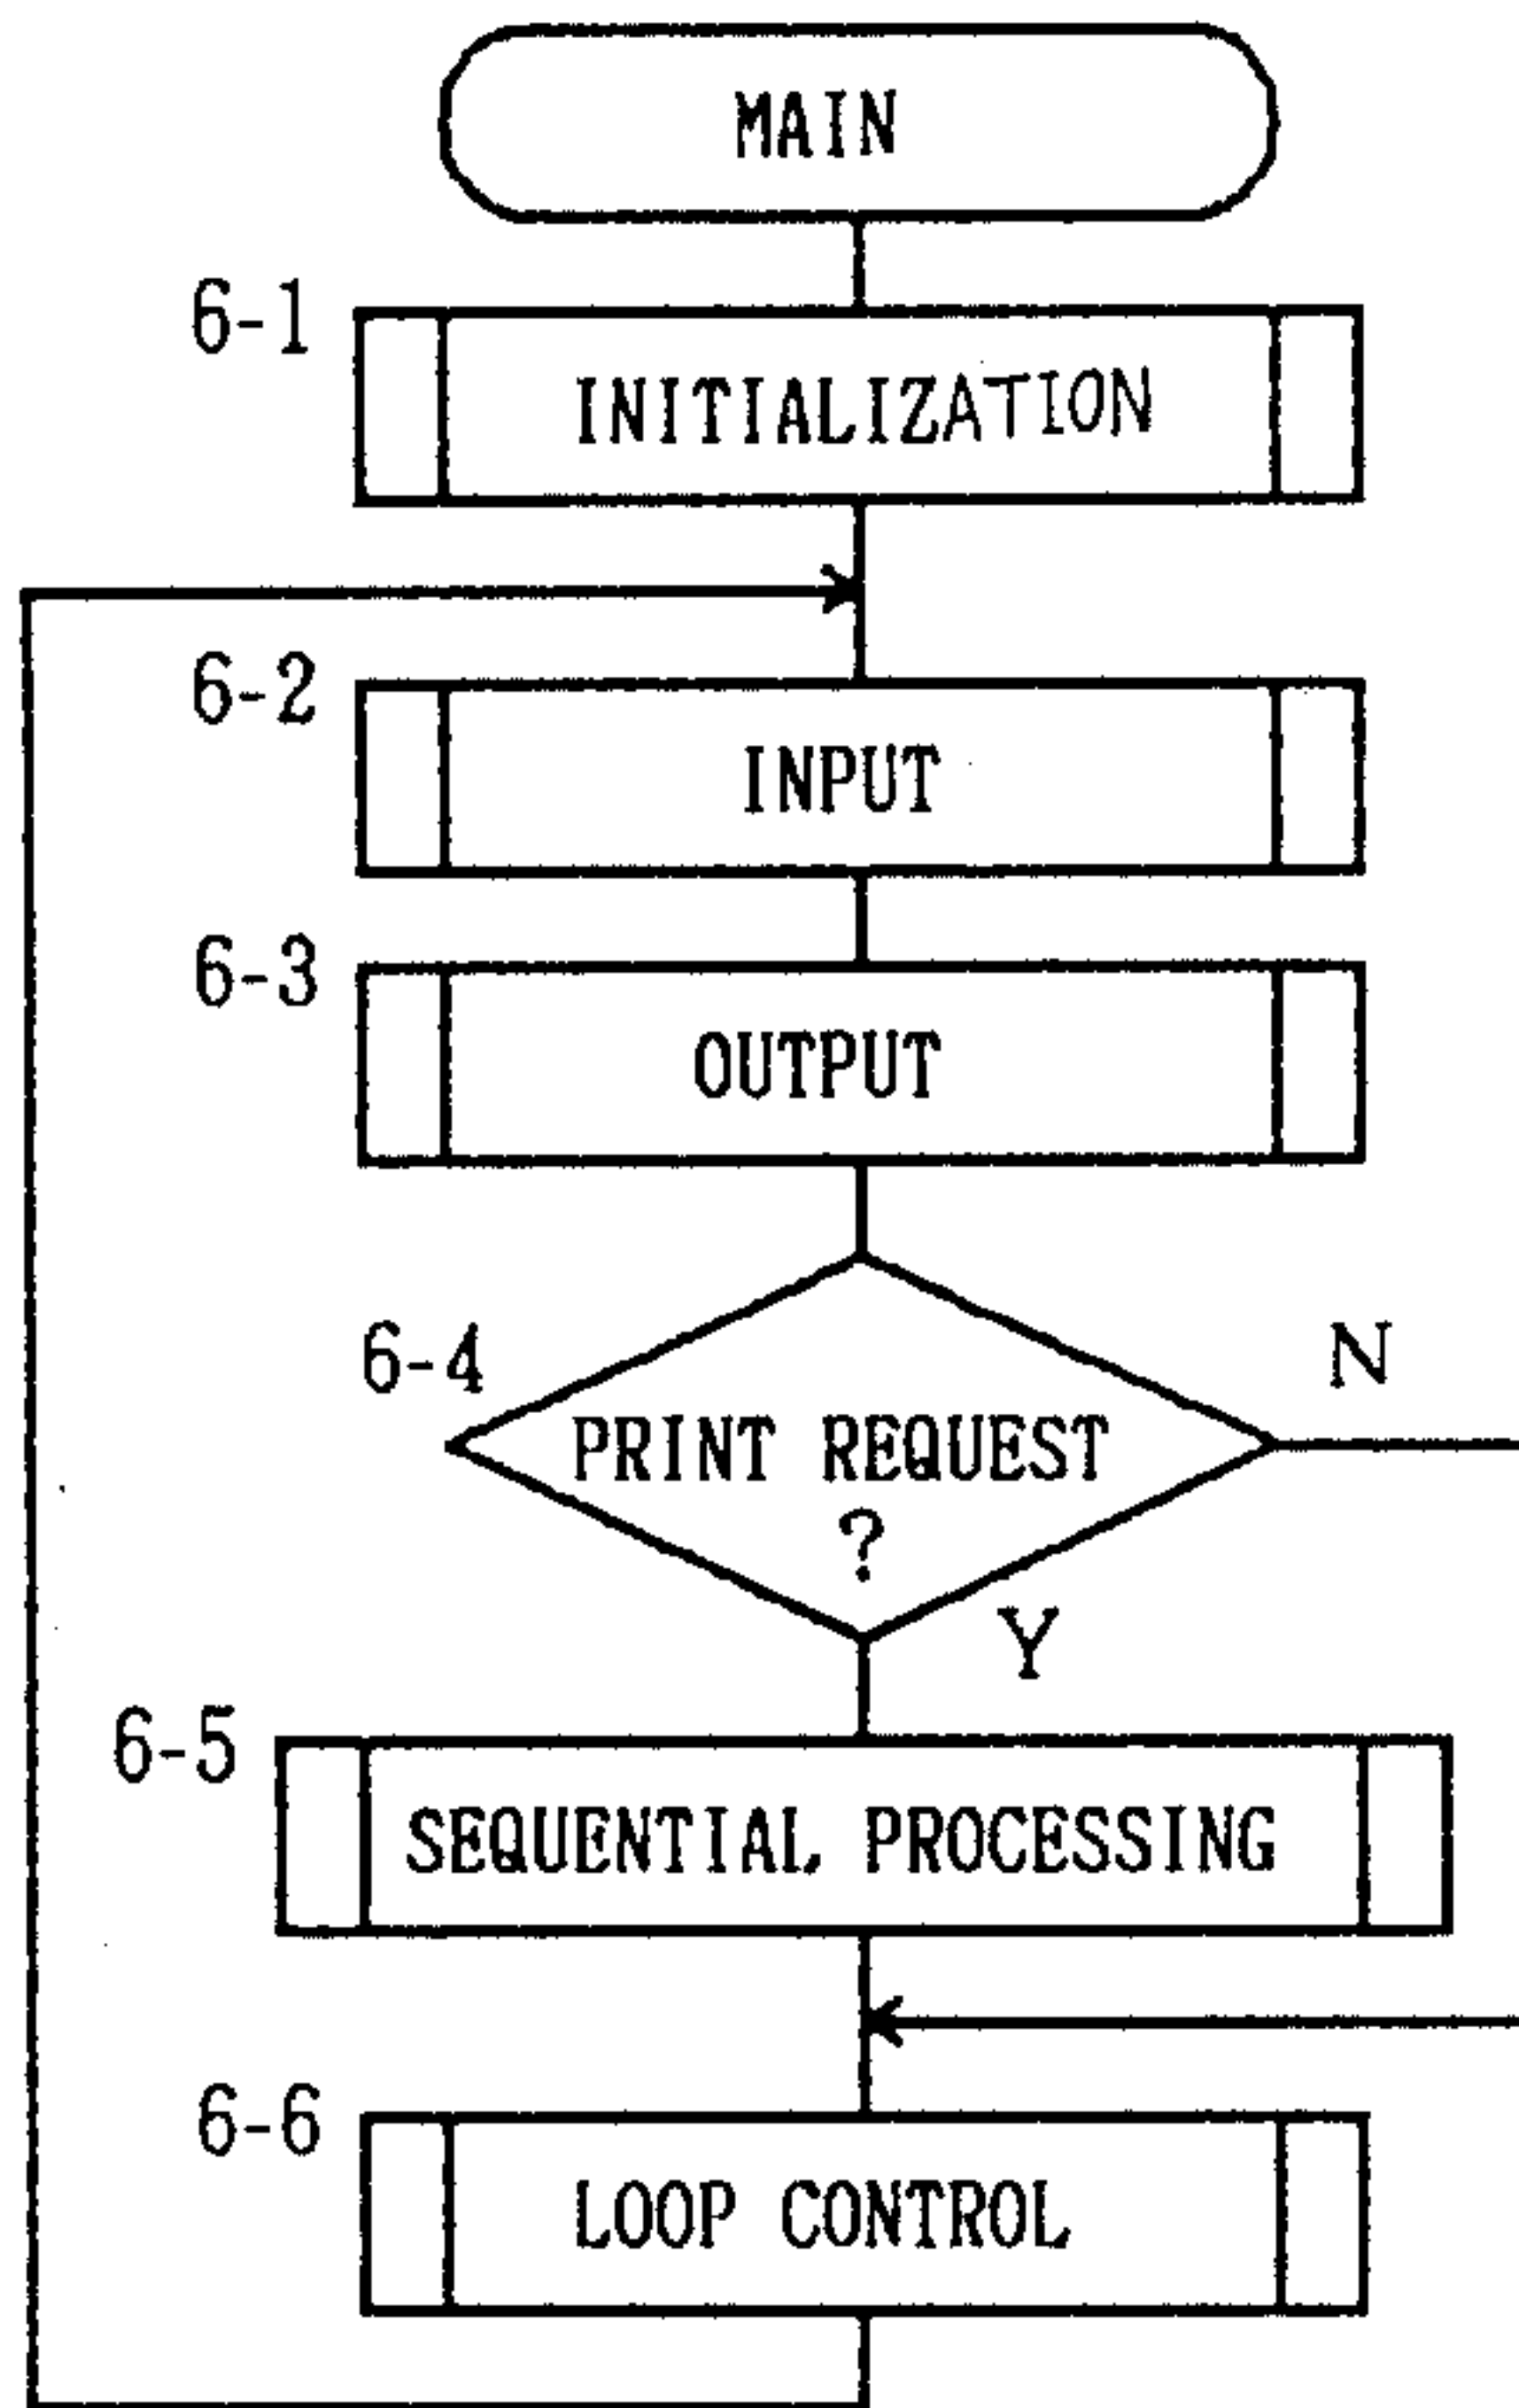 MAIN
6-1
INITIALIZATION
6-2
INPUT
6-3
OUTPUT
6-4
N
PRINT REQUEST
?
Y
6-5
SEQUENTIAL PROCESSING
6-6
LOOP CONTROL